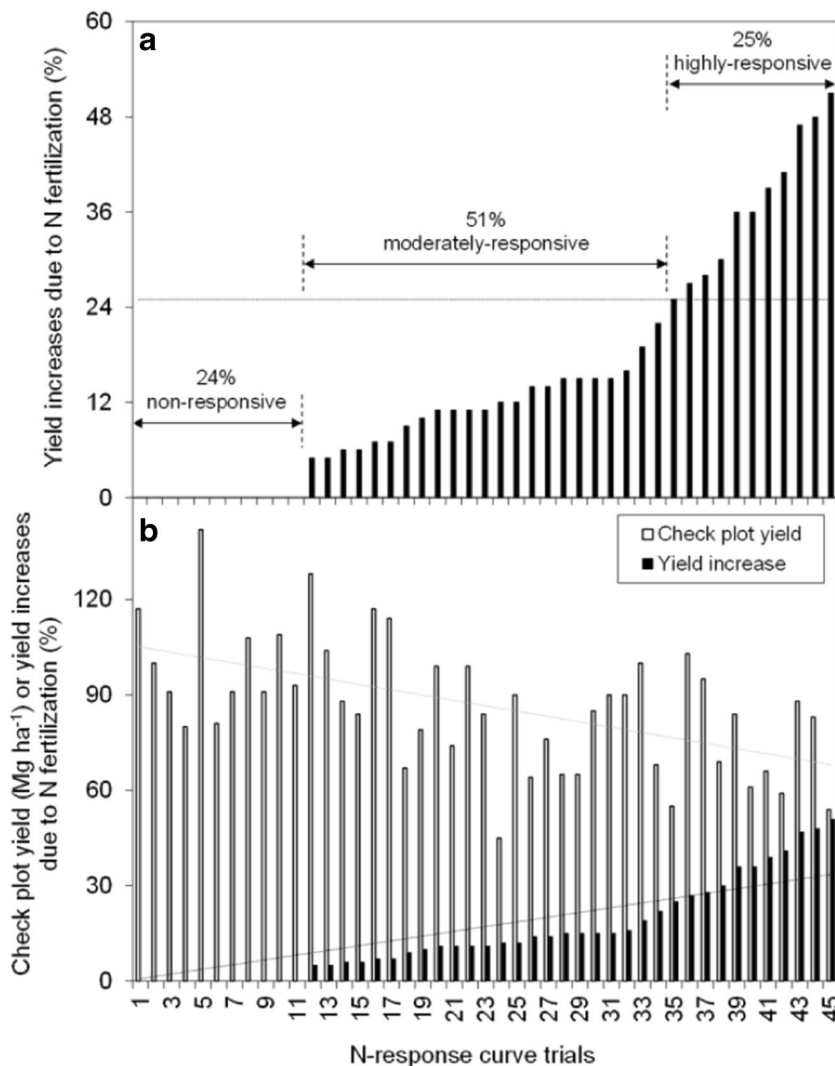 a
Yield increases due to N fertilization (%)
60
48
36
24
12
0
25%
highly-responsive
51%
moderately-responsive
24%
non-responsive
b
Check plot yield (Mg ha⁻¹) or yield increases
due to N fertilization (%)
120
90
60
30
0
Check plot yield
Yield increase
1 3 5 7 9 11 13 15 17 19 21 23 25 27 29 31 33 35 37 39 41 43 45
N-response curve trials